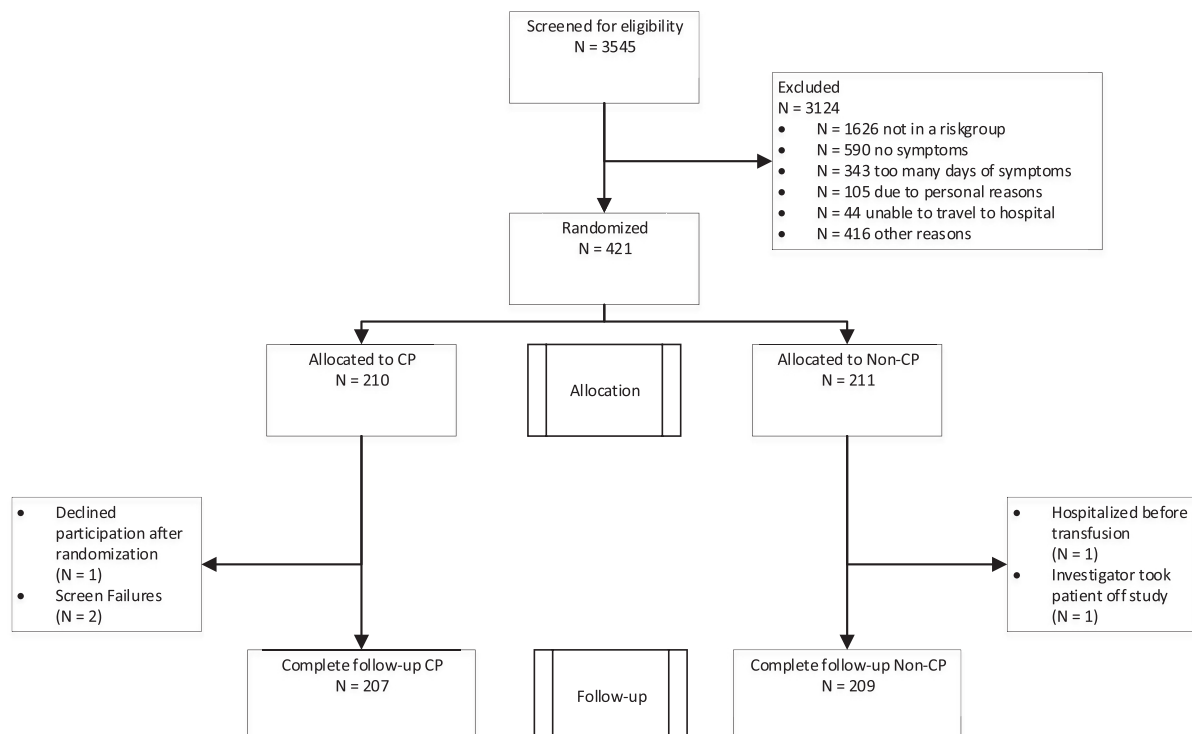 Screened for eligibility
N = 3545
Excluded
N = 3124
● N = 1626 not in a riskgroup
● N = 590 no symptoms
● N = 343 too many days of symptoms
● N = 105 due to personal reasons
● N = 44 unable to travel to hospital
● N = 416 other reasons
Randomized
N = 421
Allocated to CP
N = 210
Allocation
Allocated to Non-CP
N = 211
● Declined
participation after
randomization
(N = 1)
● Screen Failures
(N = 2)
● Hospitalized before
transfusion
(N = 1)
● Investigator took
patient off study
(N = 1)
Complete follow-up CP
N = 207
Follow-up
Complete follow-up Non-CP
N = 209